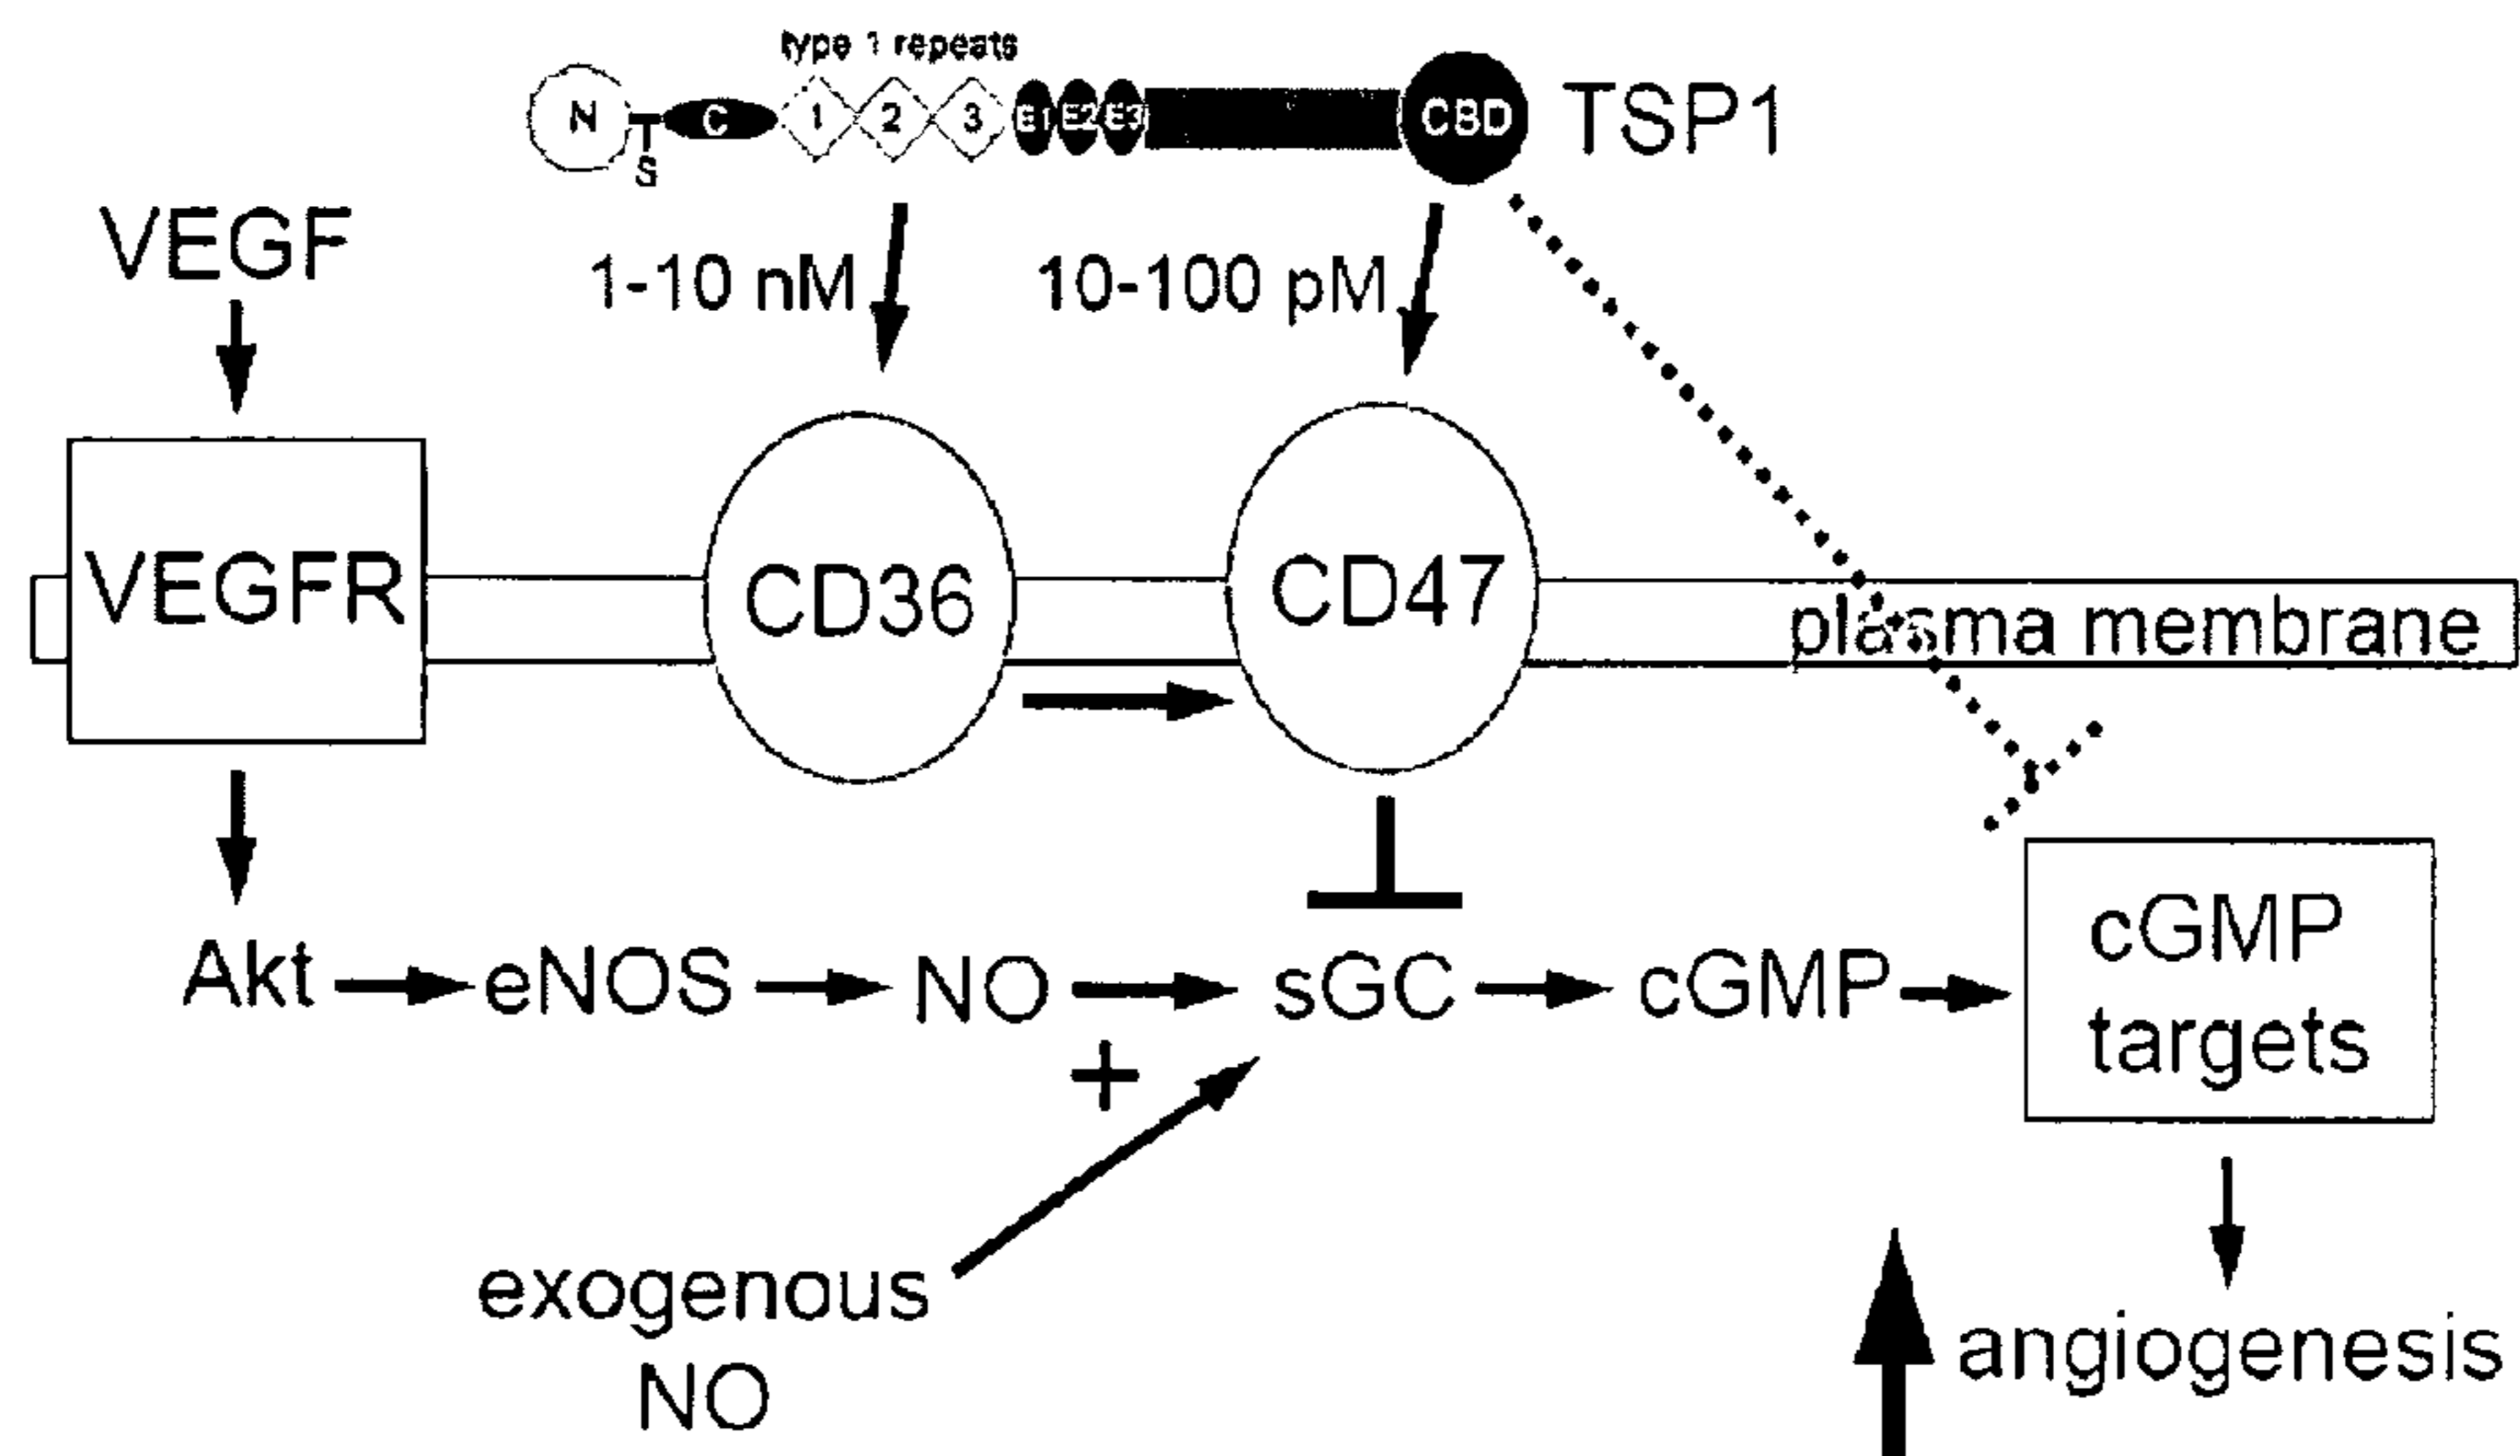 type 1 repeats
N
T
S
C
1
2
3
E1
E2
E3
CBD
TSP1
VEGF
1-10 nM
10-100 pM
VEGFR
CD36
CD47
plasma membrane
Akt
eNOS
NO
sGC
cGMP
cGMP
targets
+
exogenous
NO
angiogenesis